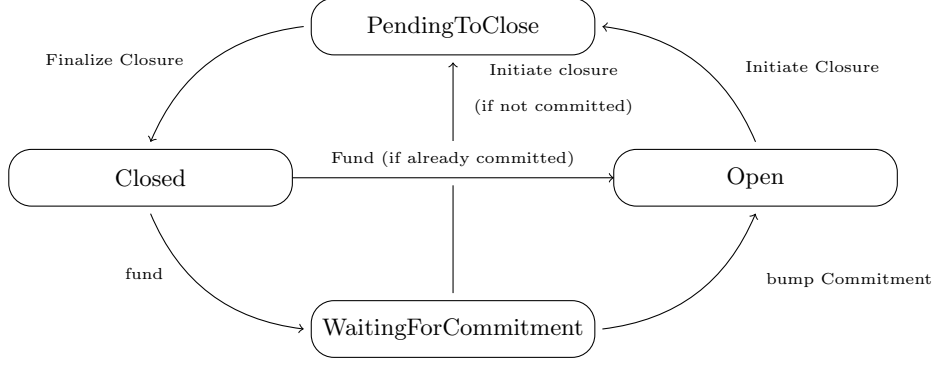 PendingToClose
Finalize Closure
Initiate closure
Initiate Closure
(if not committed)
Fund (if already committed)
Closed
Open
fund
bump Commitment
WaitingForCommitment